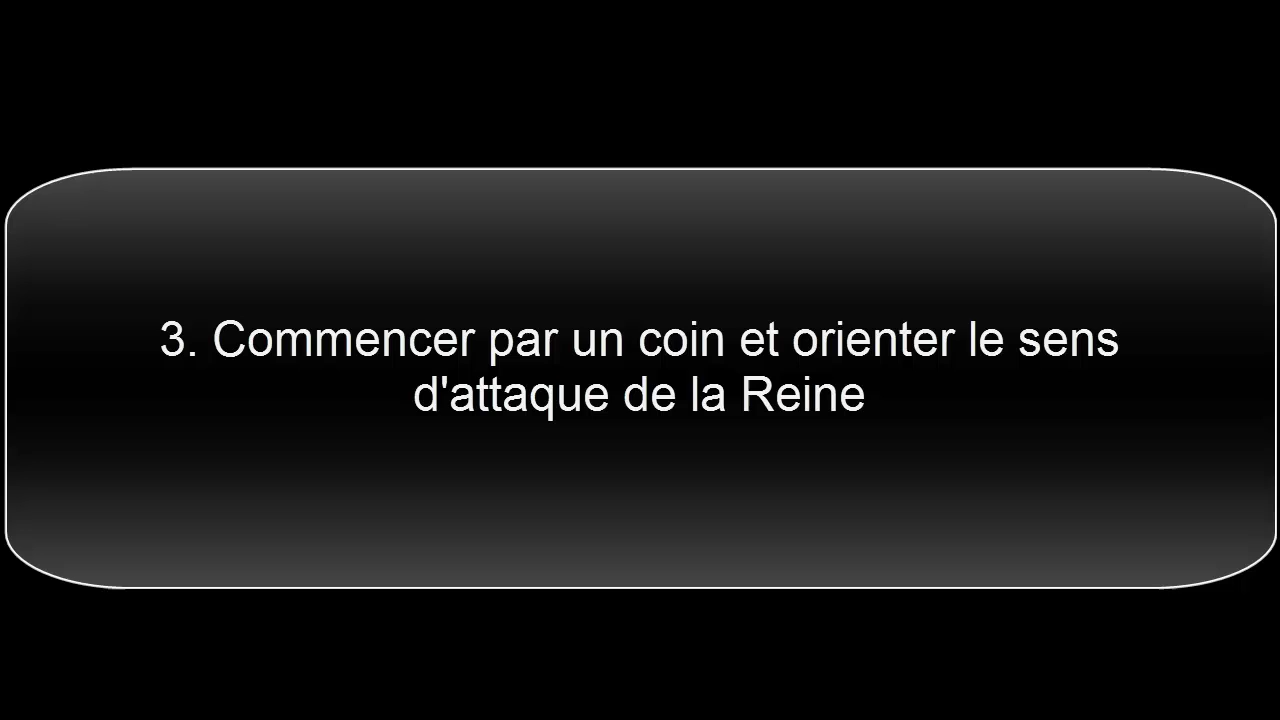 3. Commencer par un coin et orienter le sens
d'attaque de la Reine